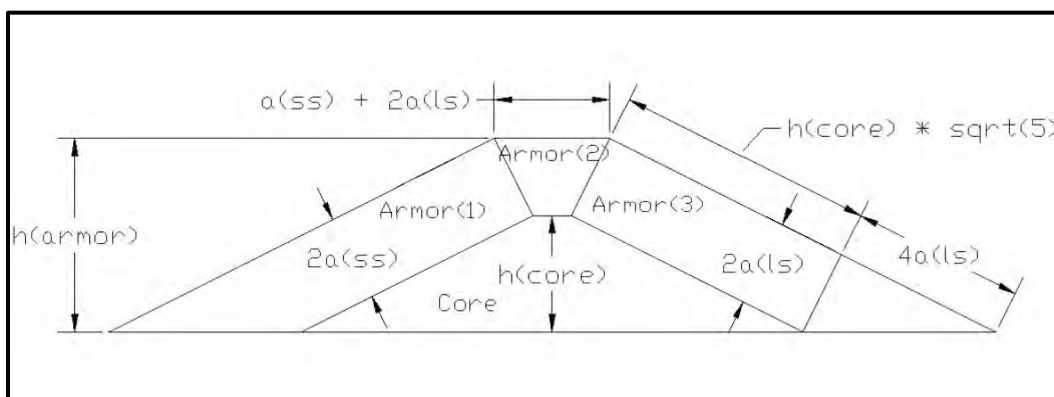 a(ss) + 2a(ls)
h(core) * sqrt(5)
Armor(2)
Armor(1)
Armor(3)
h(armor)
2a(ss)
h(core)
2a(ls)
4a(ls)
Core